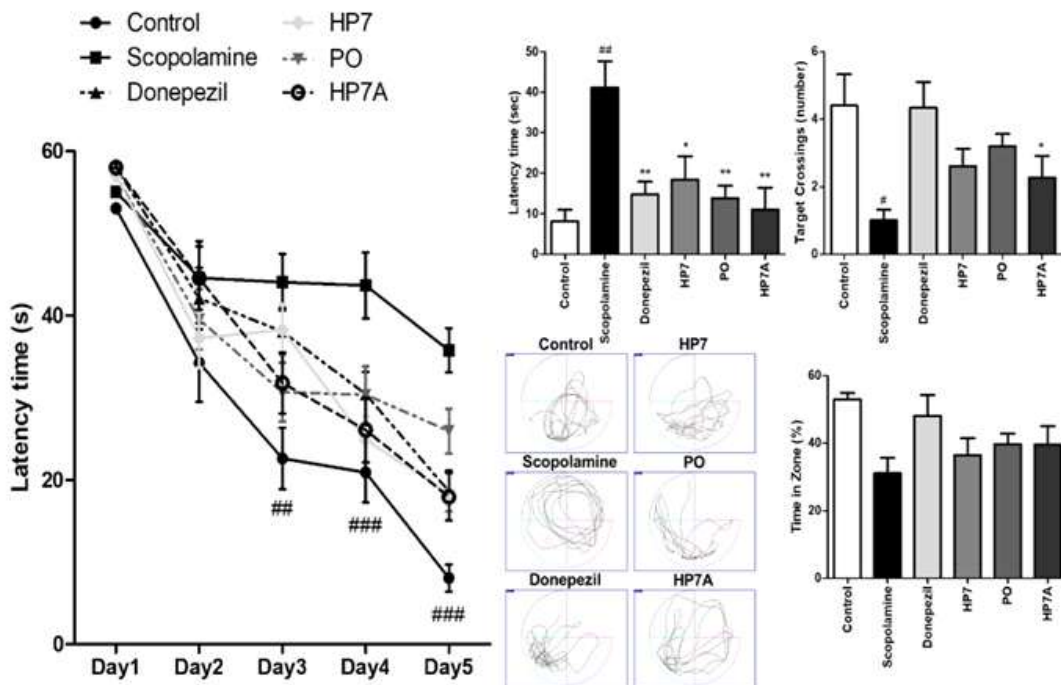 Control HP7
Scopolamine PO
Donepezil HP7A
Latency time (s)
60
40
20
0
Day1 Day2 Day3 Day4 Day5
##
###
###
Latency time (sec)
50
40
30
20
10
0
##
**
*
**
**
Control Scopolamine Donepezil HP7 PO HP7A
Target Crossings (number)
6
4
2
0
#
*
Control Scopolamine Donepezil HP7 PO HP7A
Control HP7
Scopolamine PO
Donepezil HP7A
Time in Zone (%)
60
40
20
0
Control Scopolamine Donepezil HP7 PO HP7A